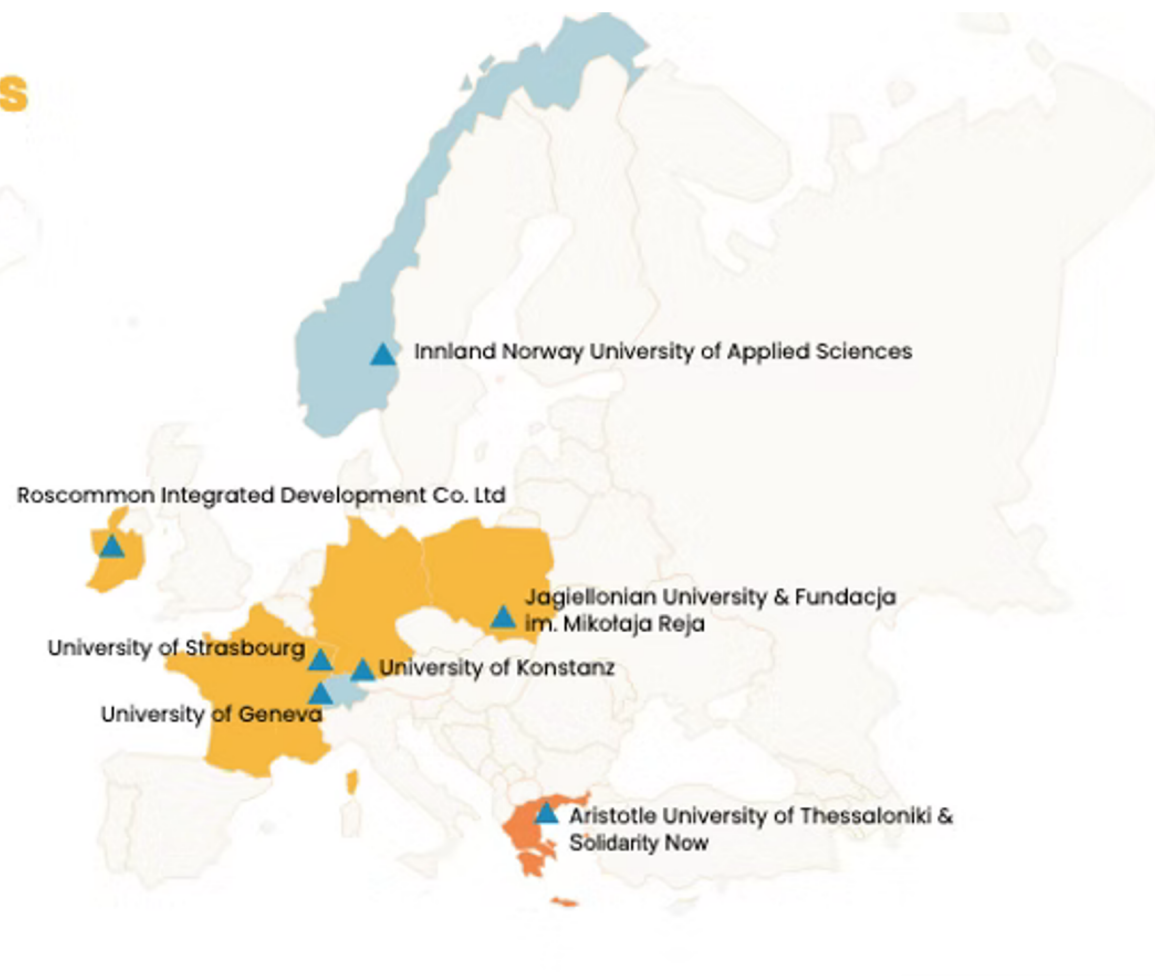 s
Innland Norway University of Applied Sciences
Roscommon Integrated Development Co. Ltd
Jagiellonian University & Fundacja
im. Mikołaja Reja
University of Strasbourg
University of Konstanz
University of Geneva
Aristotle University of Thessaloniki &
Solidarity Now